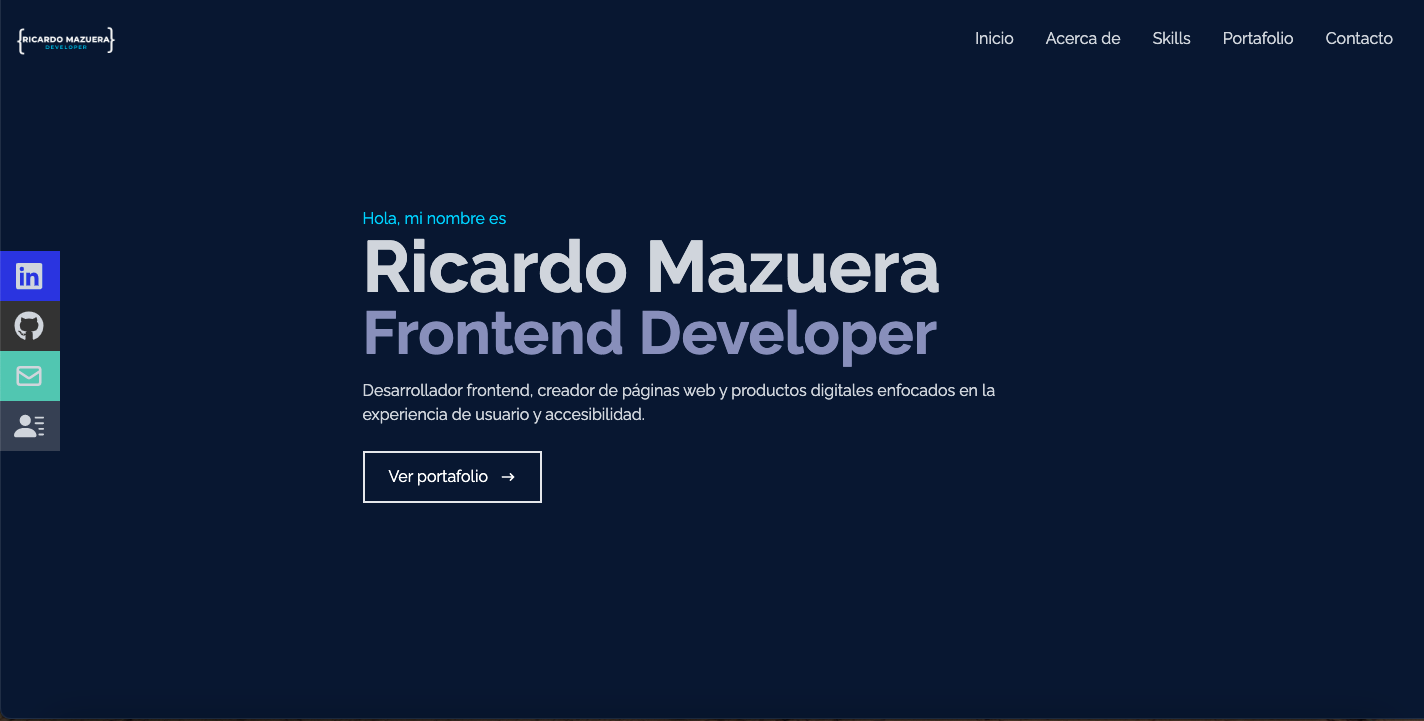 {RICARDO MAZUERA}
DEVELOPER
Inicio Acerca de Skills Portafolio Contacto
Hola, mi nombre es
Ricardo Mazuera
Frontend Developer
in
Desarrollador frontend, creador de páginas web y productos digitales enfocados en la
experiencia de usuario y accesibilidad.
Ver portafolio →